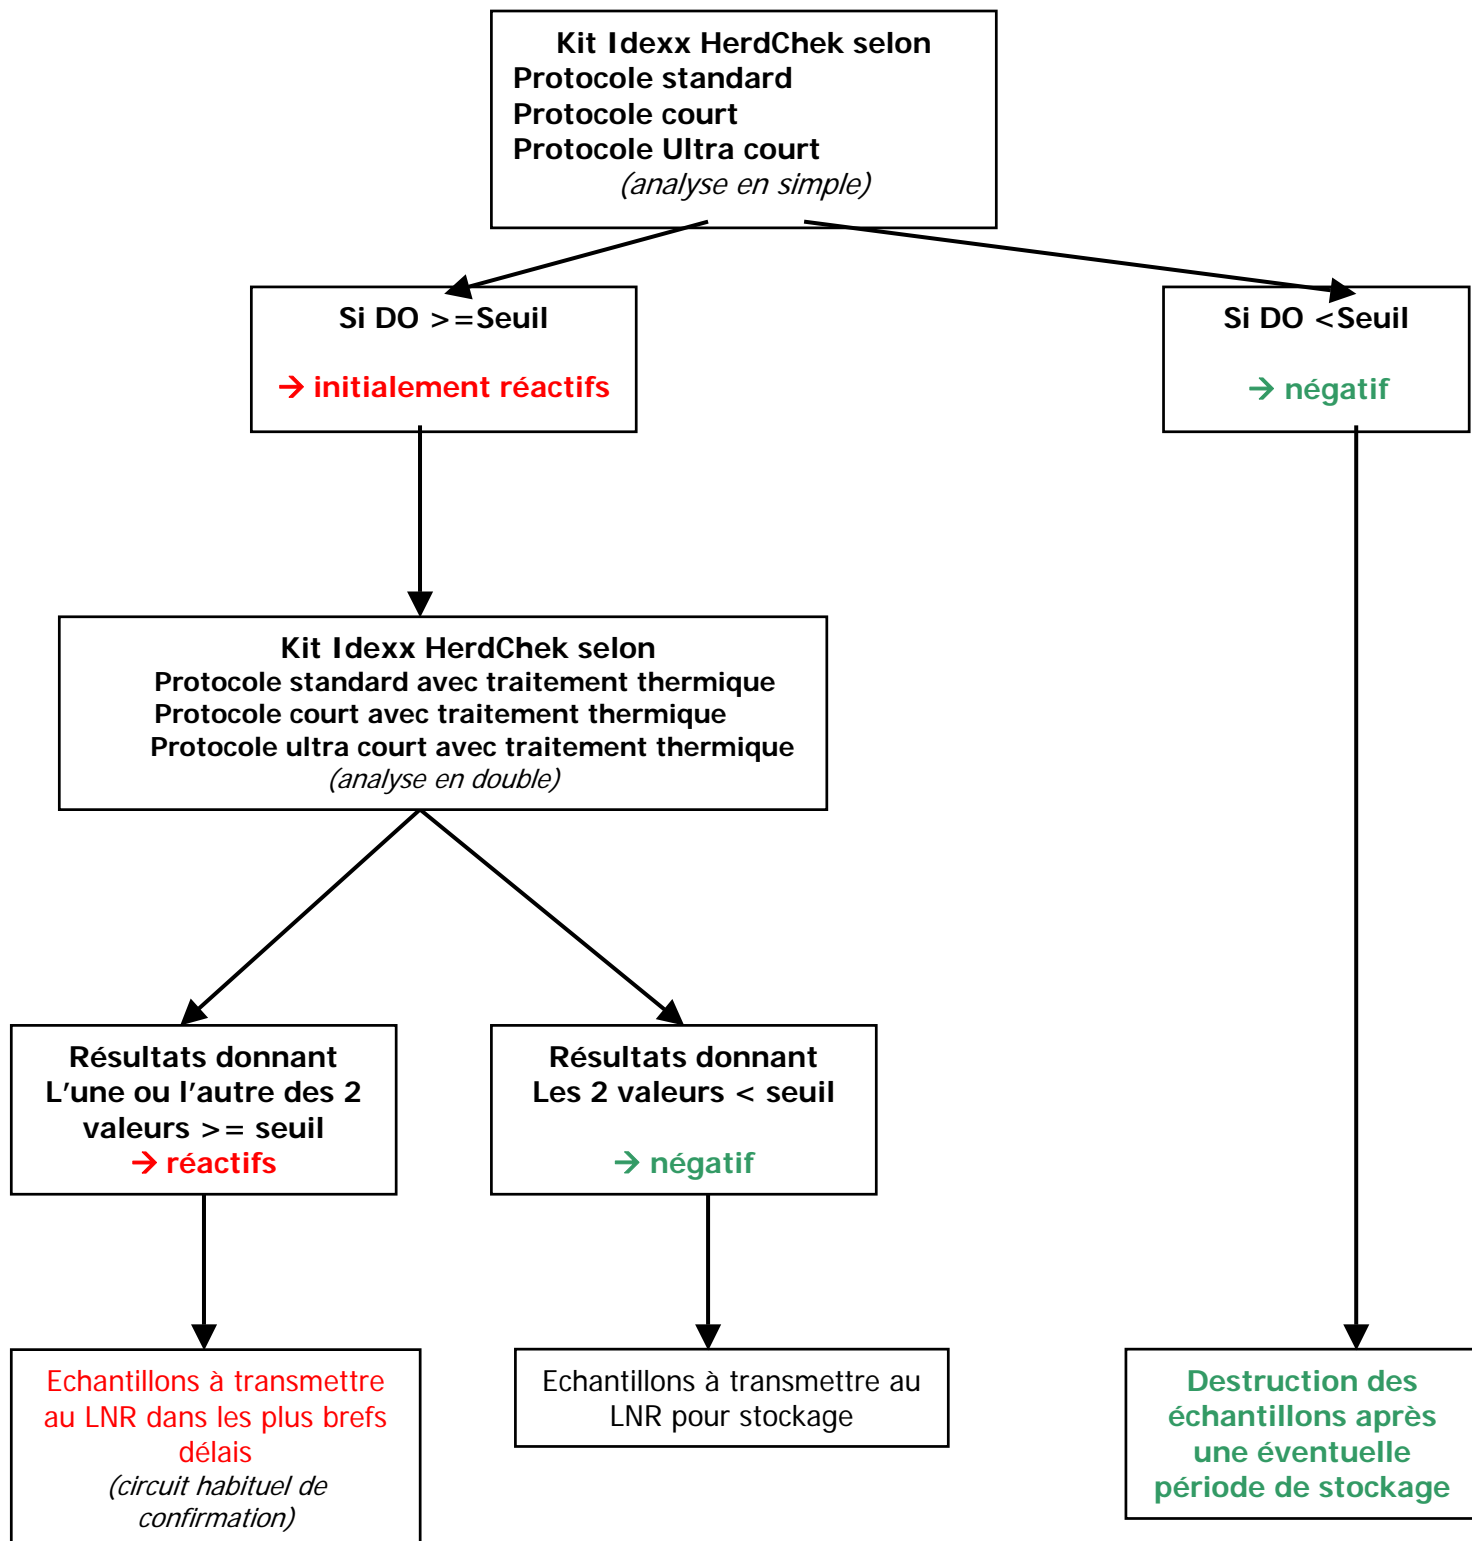 Kit Idexx HerdChek selon
Protocole standard
Protocole court
Protocole Ultra court
(analyse en simple)
Si DO >=Seuil
→ initialement réactifs
Si DO <Seuil
→ négatif
Kit Idexx HerdChek selon
Protocole standard avec traitement thermique
Protocole court avec traitement thermique
Protocole ultra court avec traitement thermique
(analyse en double)
Résultats donnant
L’une ou l’autre des 2
valeurs >= seuil
→ réactifs
Résultats donnant
Les 2 valeurs < seuil
→ négatif
Echantillons à transmettre
au LNR dans les plus brefs
délais
(circuit habituel de
confirmation)
Echantillons à transmettre au
LNR pour stockage
Destruction des
échantillons après
une éventuelle
période de stockage